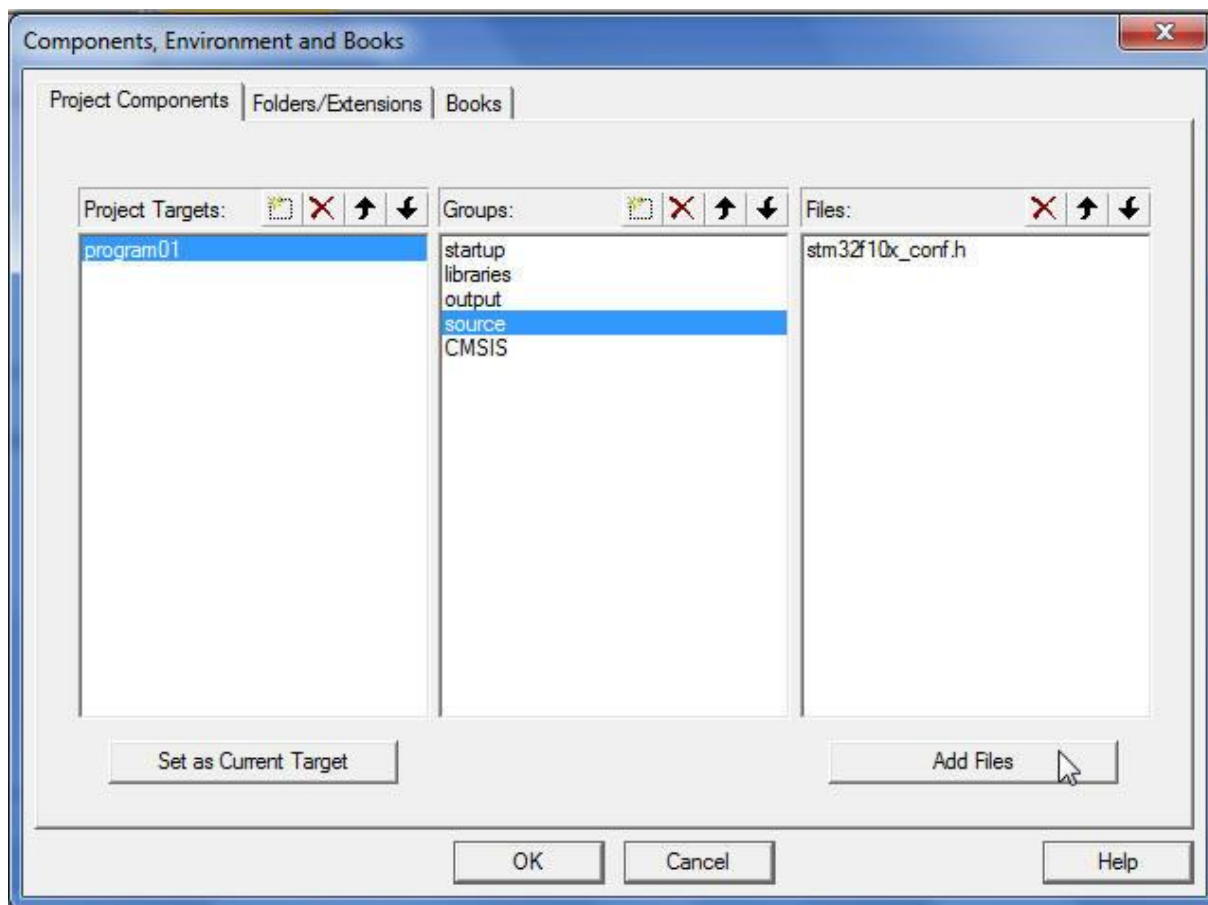 Components, Environment and Books
Project Components Folders/Extensions Books
Project Targets: Groups: Files:
program01
startup
libraries
output
source
CMSIS
stm32f10x_conf.h
Set as Current Target Add Files
OK Cancel Help